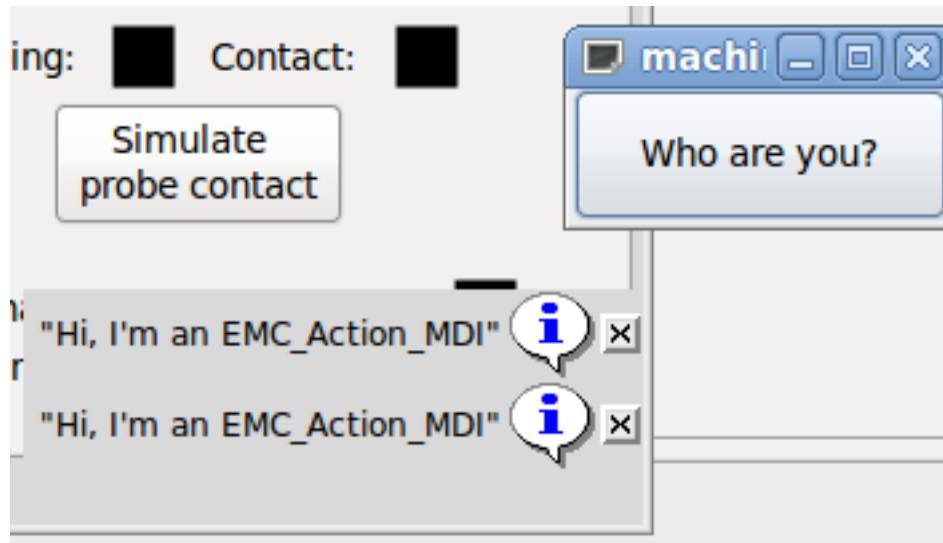 ing: Contact:
machi
Simulate
probe contact
Who are you?
"Hi, I'm an EMC_Action_MDI"
"Hi, I'm an EMC_Action_MDI"